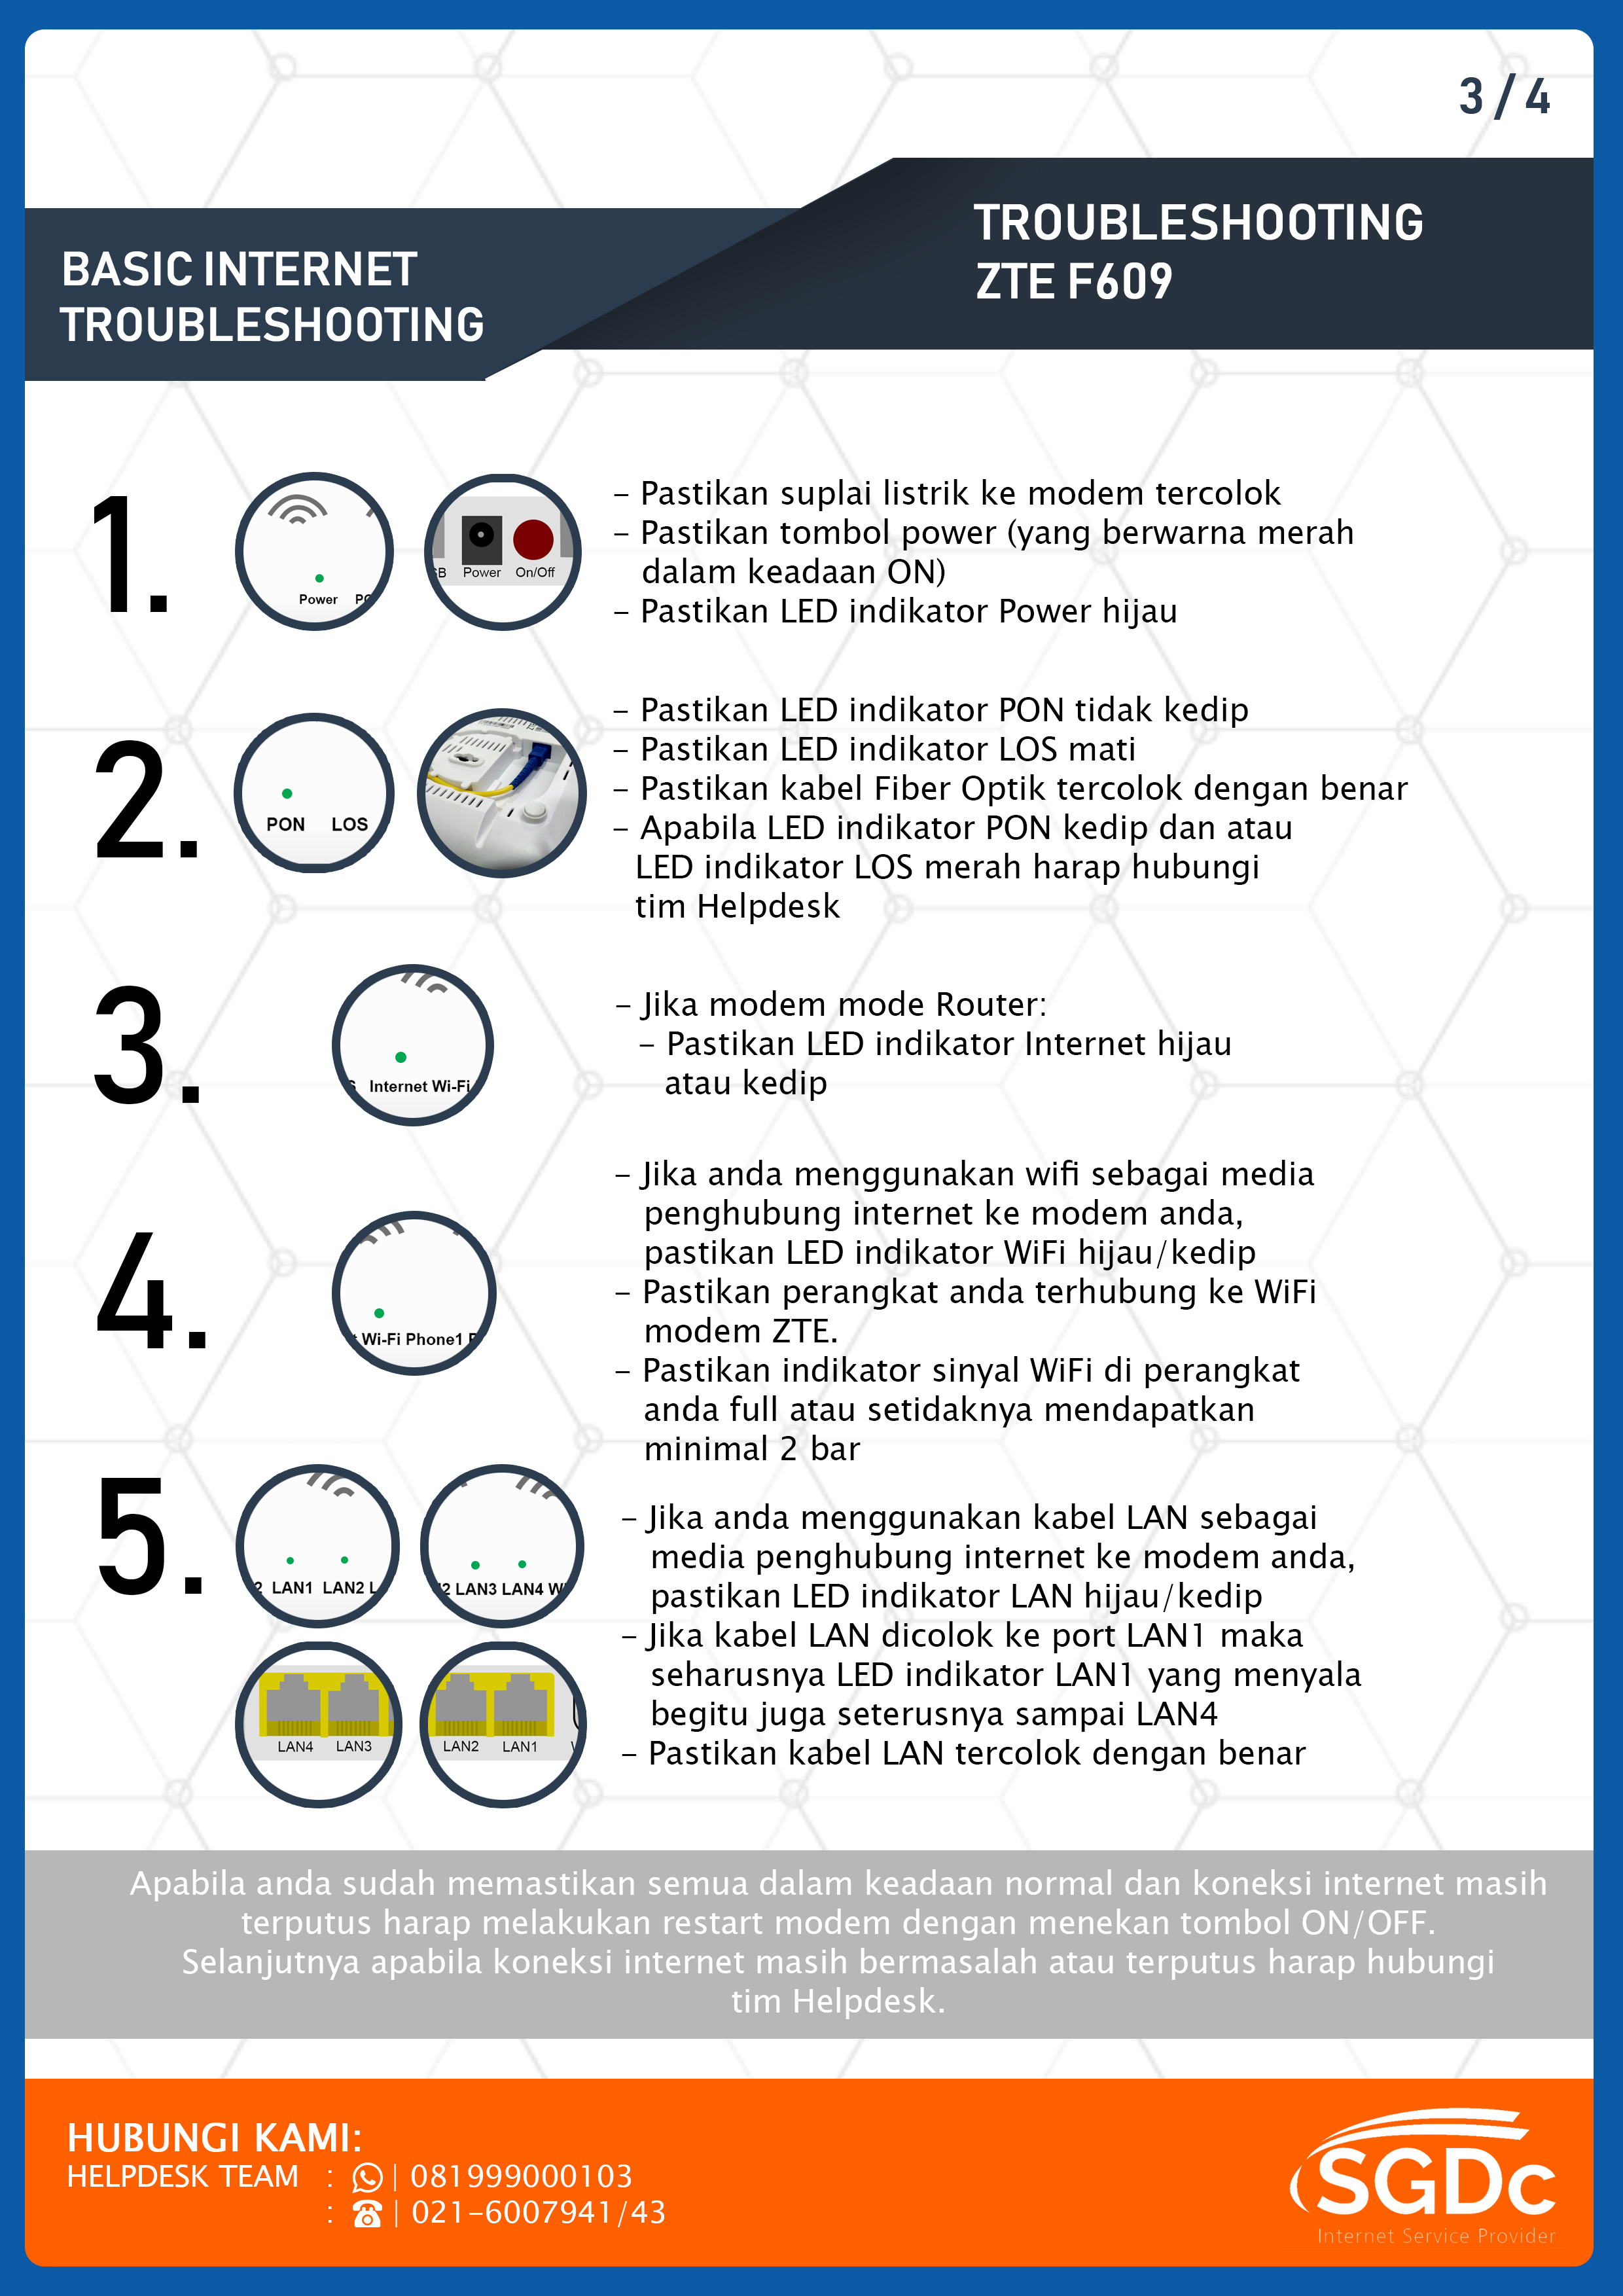 3 / 4
BASIC INTERNET
TROUBLESHOOTING
TROUBLESHOOTING
ZTE F609
1.
Power
Power On/Off
- Pastikan suplai listrik ke modem tercolok
- Pastikan tombol power (yang berwarna merah
dalam keadaan ON)
- Pastikan LED indikator Power hijau
2.
PON LOS
- Pastikan LED indikator PON tidak kedip
- Pastikan LED indikator LOS mati
- Pastikan kabel Fiber Optik tercolok dengan benar
- Apabila LED indikator PON kedip dan atau
LED indikator LOS merah harap hubungi
tim Helpdesk
3.
Internet Wi-Fi
- Jika modem mode Router:
- Pastikan LED indikator Internet hijau
atau kedip
4.
Wi-Fi Phone1
- Jika anda menggunakan wifi sebagai media
penghubung internet ke modem anda,
pastikan LED indikator WiFi hijau/kedip
- Pastikan perangkat anda terhubung ke WiFi
modem ZTE.
- Pastikan indikator sinyal WiFi di perangkat
anda full atau setidaknya mendapatkan
minimal 2 bar
5.
LAN1 LAN2
LAN3 LAN4
LAN4 LAN3
LAN2 LAN1
- Jika anda menggunakan kabel LAN sebagai
media penghubung internet ke modem anda,
pastikan LED indikator LAN hijau/kedip
- Jika kabel LAN dicolok ke port LAN1 maka
seharusnya LED indikator LAN1 yang menyala
begitu juga seterusnya sampai LAN4
- Pastikan kabel LAN tercolok dengan benar
Apabila anda sudah memastikan semua dalam keadaan normal dan koneksi internet masih
terputus harap melakukan restart modem dengan menekan tombol ON/OFF.
Selanjutnya apabila koneksi internet masih bermasalah atau terputus harap hubungi
tim Helpdesk.
HUBUNGI KAMI:
HELPDESK TEAM : | 081999000103
: | 021-6007941/43
SGDc
Internet Service Provider